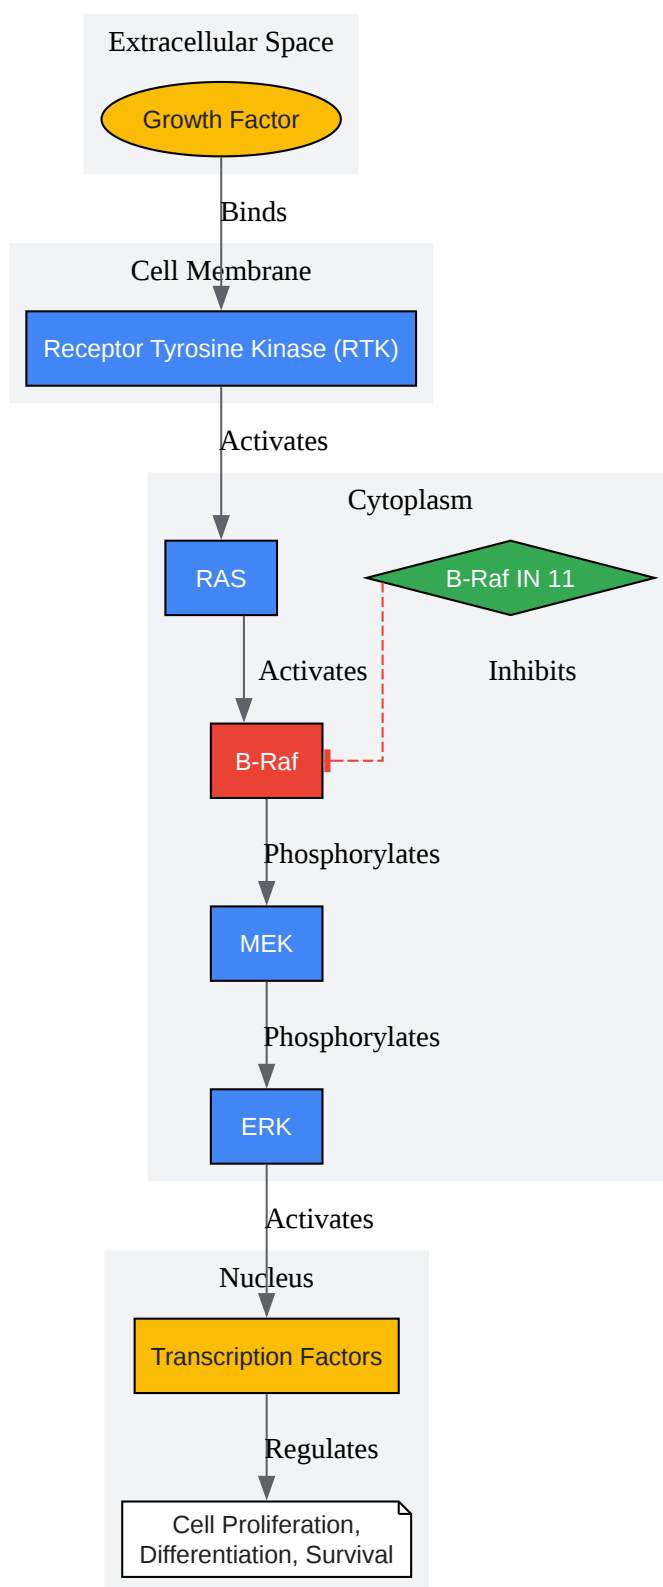 Extracellular Space
Growth Factor
Binds
Cell Membrane
Receptor Tyrosine Kinase (RTK)
Activates
Cytoplasm
RAS
B-Raf IN 11
Activates
Inhibits
B-Raf
Phosphorylates
MEK
Phosphorylates
ERK
Activates
Nucleus
Transcription Factors
Regulates
Cell Proliferation,
Differentiation, Survival